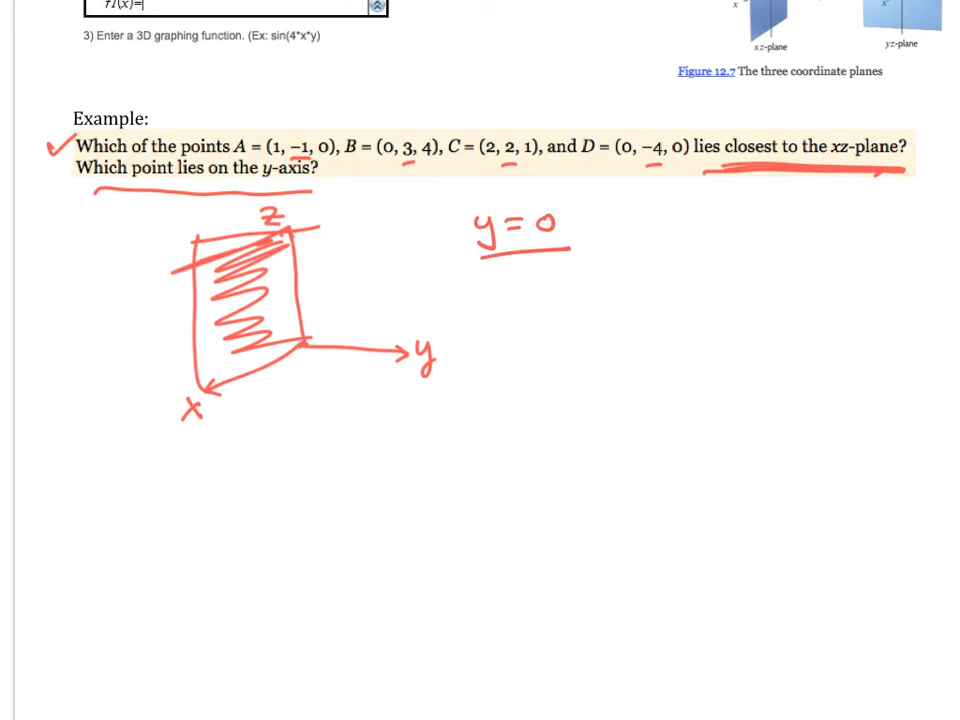 f1(x)=
3) Enter a 3D graphing function. (Ex: sin(4*x*y)
x
x
xz-plane
yz-plane
Figure 12.7 The three coordinate planes
Example:
Which of the points A = (1, −1, 0), B = (0, 3, 4), C = (2, 2, 1), and D = (0, −4, 0) lies closest to the xz-plane?
Which point lies on the y-axis?
z
y = 0
y
x